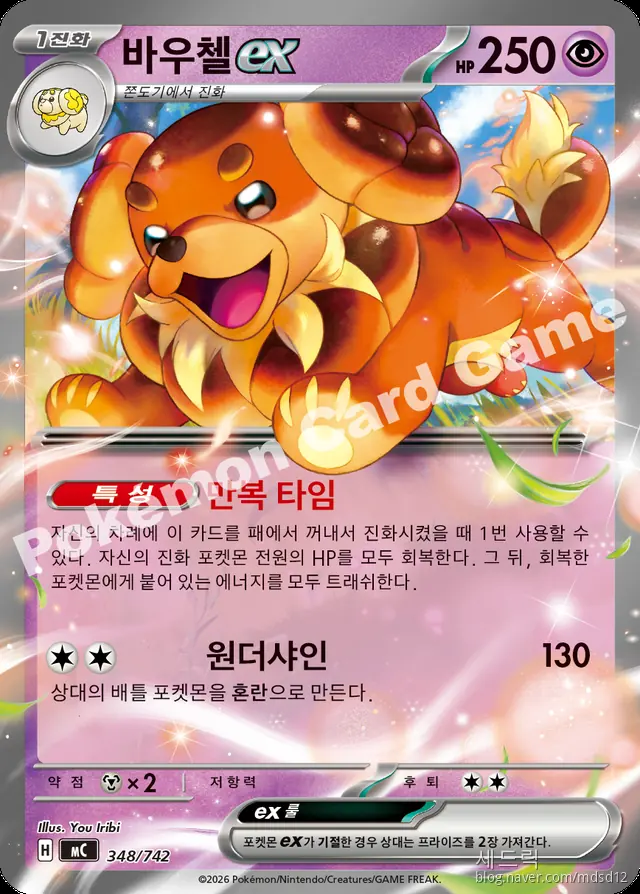 1진화
바우첼 ex
HP 250
쫀도기에서 진화
Pokémon Card Game
특성 만복 타임
자신의 차례에 이 카드를 패에서 꺼내서 진화시켰을 때 1번 사용할 수
있다. 자신의 진화 포켓몬 전원의 HP를 모두 회복한다. 그 뒤, 회복한
포켓몬에게 붙어 있는 에너지를 모두 트래쉬한다.
원더샤인 130
상대의 배틀 포켓몬을 혼란으로 만든다.
약점 ×2 저항력 후퇴
ex 룰
포켓몬 ex가 기절한 경우 상대는 프라이즈를 2장 가져간다.
Illus. You Iribi
H mC 348/742
©2026 Pokémon/Nintendo/Creatures/GAME FREAK.
세드릭
blog.naver.com/mdsd12